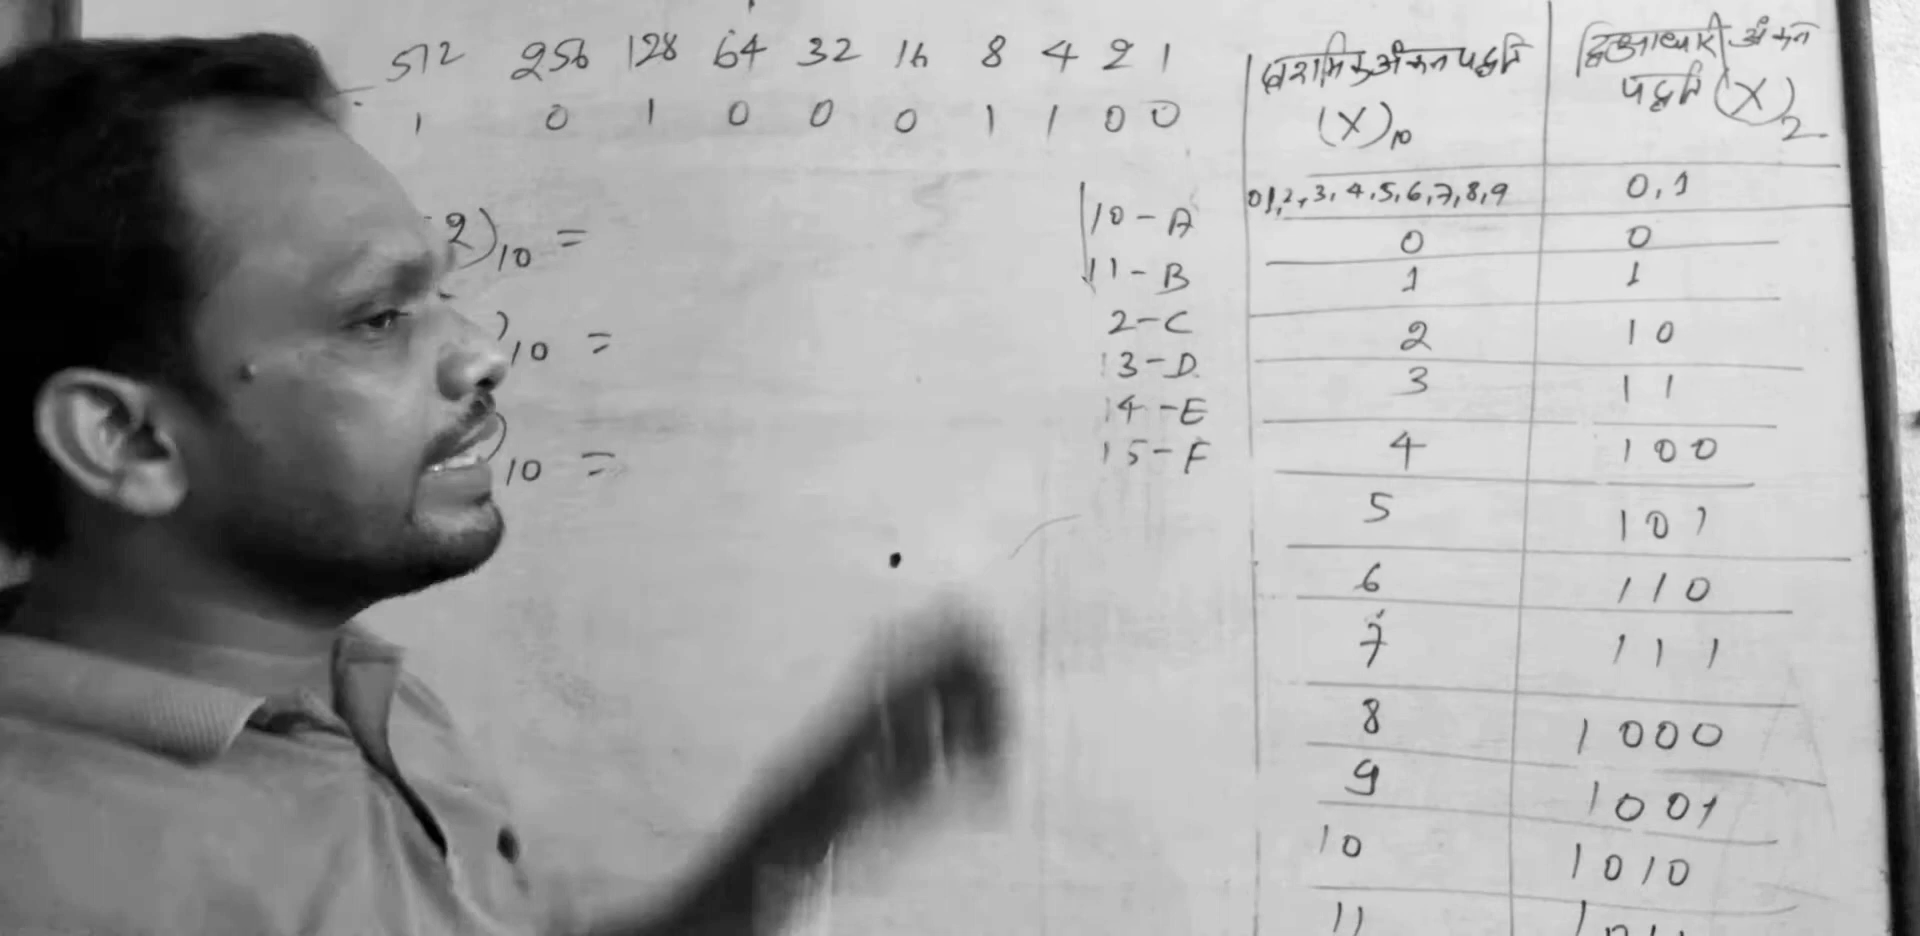 512 256 128 64 32 16 8 4 2 1
1 0 1 0 0 0 1 1 0 0
2)10 =
)10 =
)10 =
10 - A
11 - B
2 - C
13 - D
14 - E
15 - F
दशमिक अंकन पद्धति
(X)10
0,1,2,3,4,5,6,7,8,9
0
1
2
3
4
5
6
7
8
9
10
11
द्विआधारी अंकन
पद्धति (X)2
0,1
0
1
10
11
100
101
110
111
1000
1001
1010